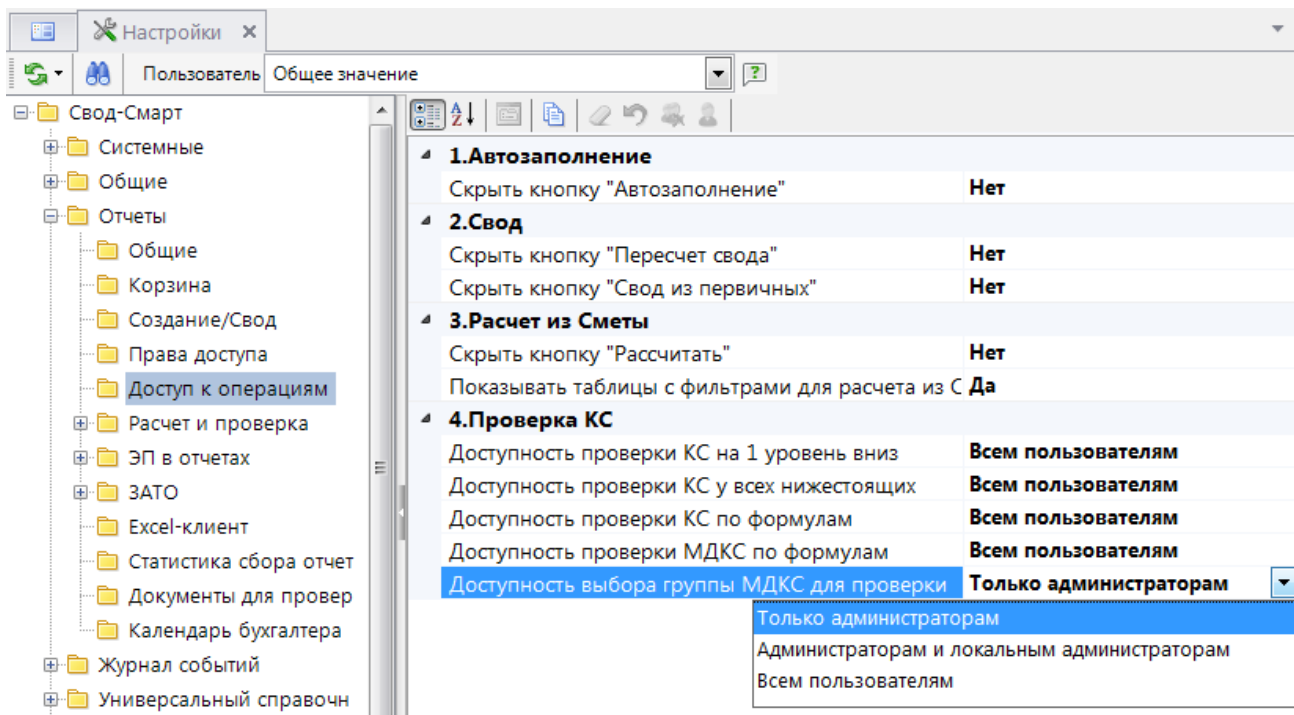 Настройки
Пользователь Общее значение
Свод-Смарт
Системные
Общие
Отчеты
Общие
Корзина
Создание/Свод
Права доступа
Доступ к операциям
Расчет и проверка
ЭП в отчетах
ЗАТО
Excel-клиент
Статистика сбора отчет
Документы для провер
Календарь бухгалтера
Журнал событий
Универсальный справочн
1.Автозаполнение
Скрыть кнопку "Автозаполнение" Нет
2.Свод
Скрыть кнопку "Пересчет свода" Нет
Скрыть кнопку "Свод из первичных" Нет
3.Расчет из Сметы
Скрыть кнопку "Рассчитать" Нет
Показывать таблицы с фильтрами для расчета из С Да
4.Проверка КС
Доступность проверки КС на 1 уровень вниз Всем пользователям
Доступность проверки КС у всех нижестоящих Всем пользователям
Доступность проверки КС по формулам Всем пользователям
Доступность проверки МДКС по формулам Всем пользователям
Доступность выбора группы МДКС для проверки Только администраторам
Только администраторам
Администраторам и локальным администраторам
Всем пользователям